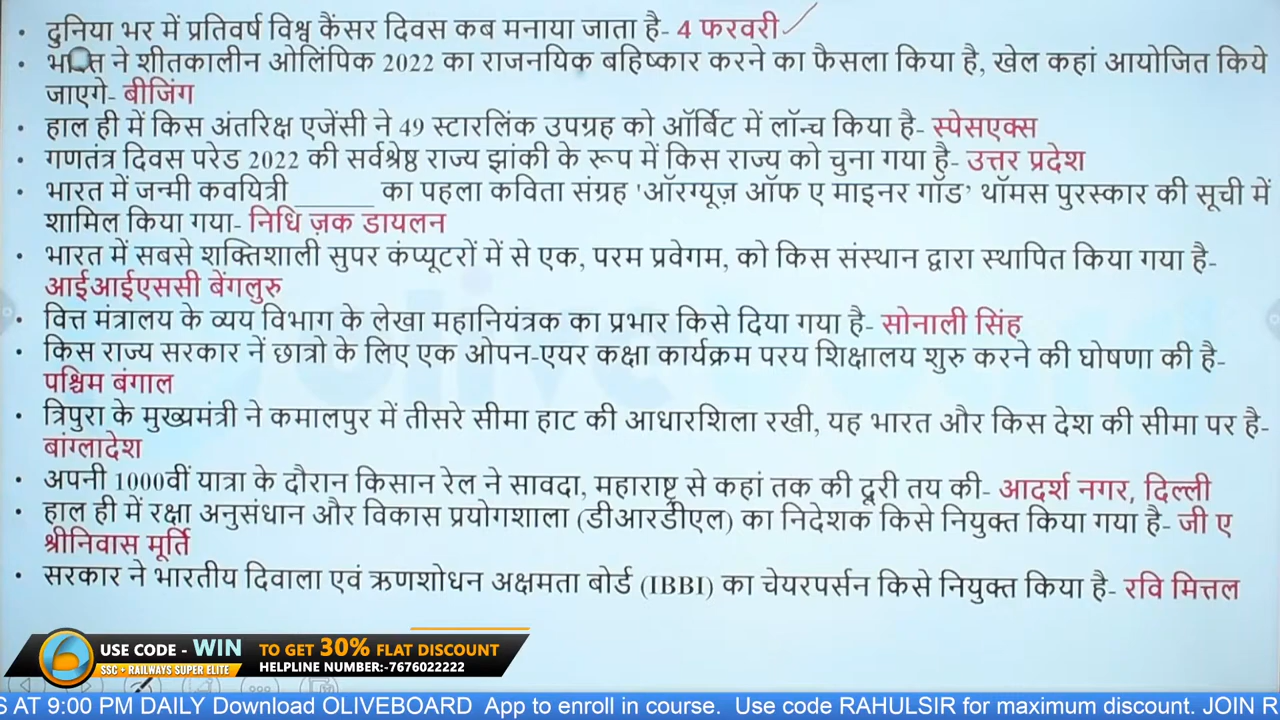 • दुनिया भर में प्रतिवर्ष विश्व कैंसर दिवस कब मनाया जाता है- 4 फरवरी
• भारत ने शीतकालीन ओलिंपिक 2022 का राजनयिक बहिष्कार करने का फैसला किया है, खेल कहां आयोजित किये
जाएगे- बीजिंग
• हाल ही में किस अंतरिक्ष एजेंसी ने 49 स्टारलिंक उपग्रह को ऑर्बिट में लॉन्च किया है- स्पेसएक्स
• गणतंत्र दिवस परेड 2022 की सर्वश्रेष्ठ राज्य झांकी के रूप में किस राज्य को चुना गया है- उत्तर प्रदेश
• भारत में जन्मी कवयित्री ______ का पहला कविता संग्रह 'ऑरग्यूज़ ऑफ ए माइनर गॉड’ थॉमस पुरस्कार की सूची में
शामिल किया गया- निधि ज़क डायलन
• भारत में सबसे शक्तिशाली सुपर कंप्यूटरों में से एक, परम प्रवेगम, को किस संस्थान द्वारा स्थापित किया गया है-
आईआईएससी बेंगलुरु
• वित्त मंत्रालय के व्यय विभाग के लेखा महानियंत्रक का प्रभार किसे दिया गया है- सोनाली सिंह
• किस राज्य सरकार नें छात्रो के लिए एक ओपन-एयर कक्षा कार्यक्रम परय शिक्षालय शुरु करने की घोषणा की है-
पश्चिम बंगाल
• त्रिपुरा के मुख्यमंत्री ने कमालपुर में तीसरे सीमा हाट की आधारशिला रखी, यह भारत और किस देश की सीमा पर है-
बांग्लादेश
• अपनी 1000वीं यात्रा के दौरान किसान रेल ने सावदा, महाराष्ट्र से कहां तक की दूरी तय की- आदर्श नगर, दिल्ली
• हाल ही में रक्षा अनुसंधान और विकास प्रयोगशाला (डीआरडीएल) का निदेशक किसे नियुक्त किया गया है- जी ए
श्रीनिवास मूर्ति
• सरकार ने भारतीय दिवाला एवं ऋणशोधन अक्षमता बोर्ड (IBBI) का चेयरपर्सन किसे नियुक्त किया है- रवि मित्तल
USE CODE - WIN TO GET 30% FLAT DISCOUNT
SSC + RAILWAYS SUPER ELITE HELPLINE NUMBER:-7676022222
S AT 9:00 PM DAILY Download OLIVEBOARD App to enroll in course. Use code RAHULSIR for maximum discount. JOIN R